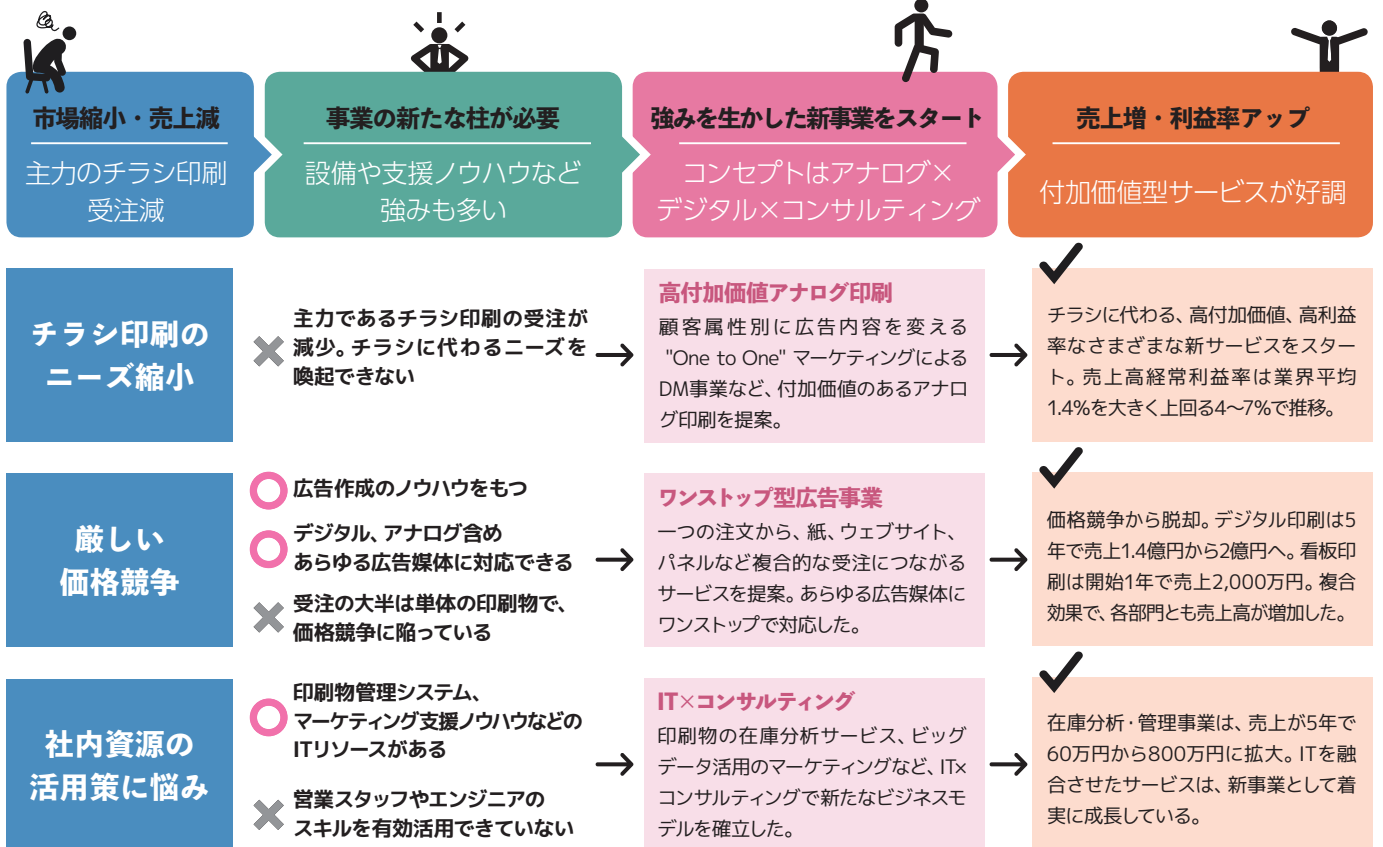 市場縮小・売上減
主力のチラシ印刷
受注減
事業の新たな柱が必要
設備や支援ノウハウなど
強みも多い
強みを生かした新事業をスタート
コンセプトはアナログ×
デジタル×コンサルティング
売上増・利益率アップ
付加価値型サービスが好調
チラシ印刷の
ニーズ縮小
主力であるチラシ印刷の受注が
減少。チラシに代わるニーズを
喚起できない
高付加価値アナログ印刷
顧客属性別に広告内容を変える
"One to One" マーケティングによる
DM事業など、付加価値のあるアナロ
グ印刷を提案。
チラシに代わる、高付加価値、高利益
率なさまざまな新サービスをスター
ト。売上高経常利益率は業界平均
1.4%を大きく上回る4～7%で推移。
厳しい
価格競争
広告作成のノウハウをもつ
デジタル、アナログ含め
あらゆる広告媒体に対応できる
受注の大半は単体の印刷物で、
価格競争に陥っている
ワンストップ型広告事業
一つの注文から、紙、ウェブサイト、
パネルなど複合的な受注につながる
サービスを提案。あらゆる広告媒体に
ワンストップで対応した。
価格競争から脱却。デジタル印刷は5
年で売上1.4億円から2億円へ。看板印
刷は開始1年で売上2,000万円。複合
効果で、各部門とも売上高が増加した。
社内資源の
活用策に悩み
印刷物管理システム、
マーケティング支援ノウハウなどの
ITリソースがある
営業スタッフやエンジニアの
スキルを有効活用できていない
IT×コンサルティング
印刷物の在庫分析サービス、ビッグ
データ活用のマーケティングなど、IT×
コンサルティングで新たなビジネスモ
デルを確立した。
在庫分析・管理事業は、売上が5年で
60万円から800万円に拡大。ITを融
合させたサービスは、新事業として着
実に成長している。